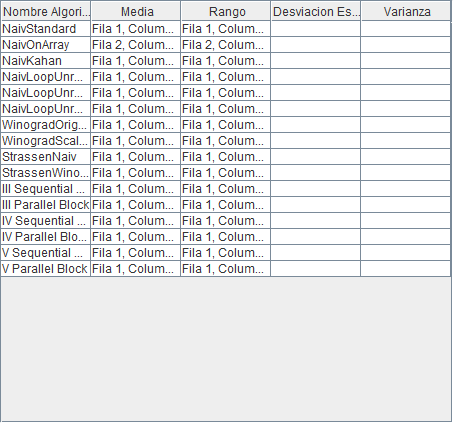 Nombre Algori... Media Rango Desviacion Es... Varianza
NaivStandard Fila 1, Colum... Fila 1, Colum...
NaivOnArray Fila 2, Colum... Fila 2, Colum...
NaivKahan Fila 1, Colum... Fila 1, Colum...
NaivLoopUnr... Fila 1, Colum... Fila 1, Colum...
NaivLoopUnr... Fila 1, Colum... Fila 1, Colum...
NaivLoopUnr... Fila 1, Colum... Fila 1, Colum...
WinogradOrig... Fila 1, Colum... Fila 1, Colum...
WinogradScal... Fila 1, Colum... Fila 1, Colum...
StrassenNaiv Fila 1, Colum... Fila 1, Colum...
StrassenWino... Fila 1, Colum... Fila 1, Colum...
III Sequential ... Fila 1, Colum... Fila 1, Colum...
III Parallel Block Fila 1, Colum... Fila 1, Colum...
IV Sequential ... Fila 1, Colum... Fila 1, Colum...
IV Parallel Blo... Fila 1, Colum... Fila 1, Colum...
V Sequential ... Fila 1, Colum... Fila 1, Colum...
V Parallel Block Fila 1, Colum... Fila 1, Colum...